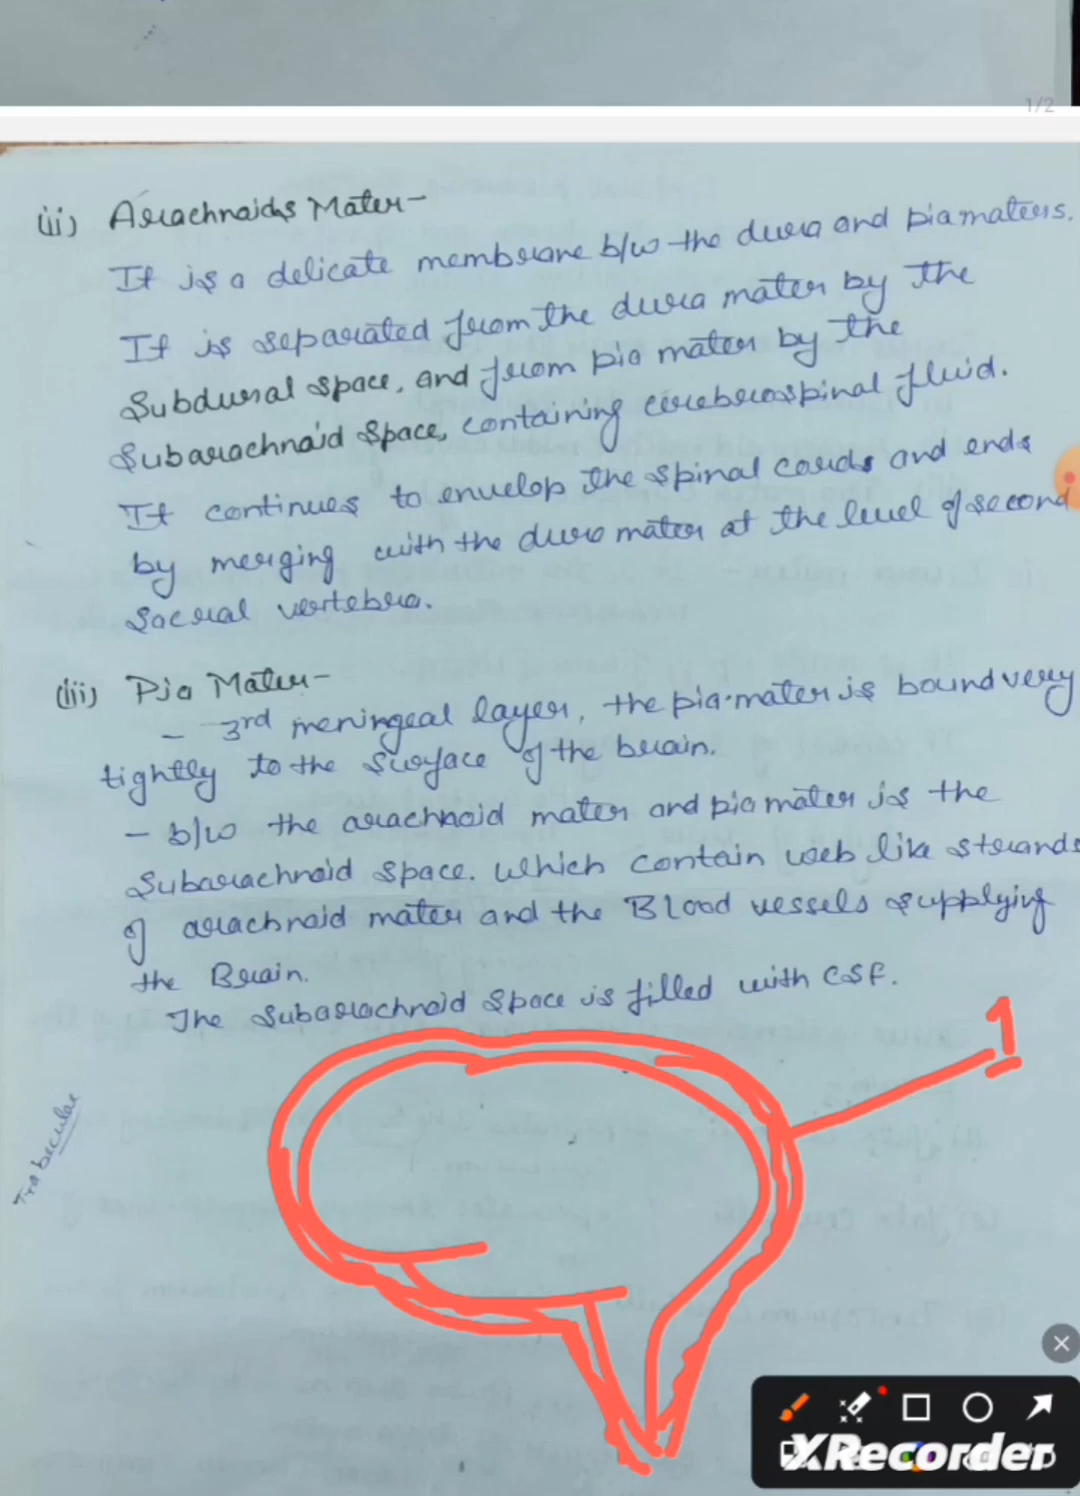 1/2
(ii) Arachnoids Mater-
It is a delicate membrane b/w the dura and piamaters.
It is separated from the dura mater by the
Subdural space, and from pia mater by the
Subarachnoid Space, containing cerebrospinal fluid.
It continues to envelop the spinal cords and ends
by merging with the dura mater at the level of second
Sacral vertebra.
(iii) Pia Mater-
- 3rd meningeal layer, the pia-mater is bound very
tightly to the surface of the brain.
- b/w the arachnoid mater and pia mater is the
Subarachnoid space. which contain web like strands
of arachnoid mater and the Blood vessels supplying
the Brain.
The Subarachnoid Space is filled with CSF.
1
Trabecular
XRecorder